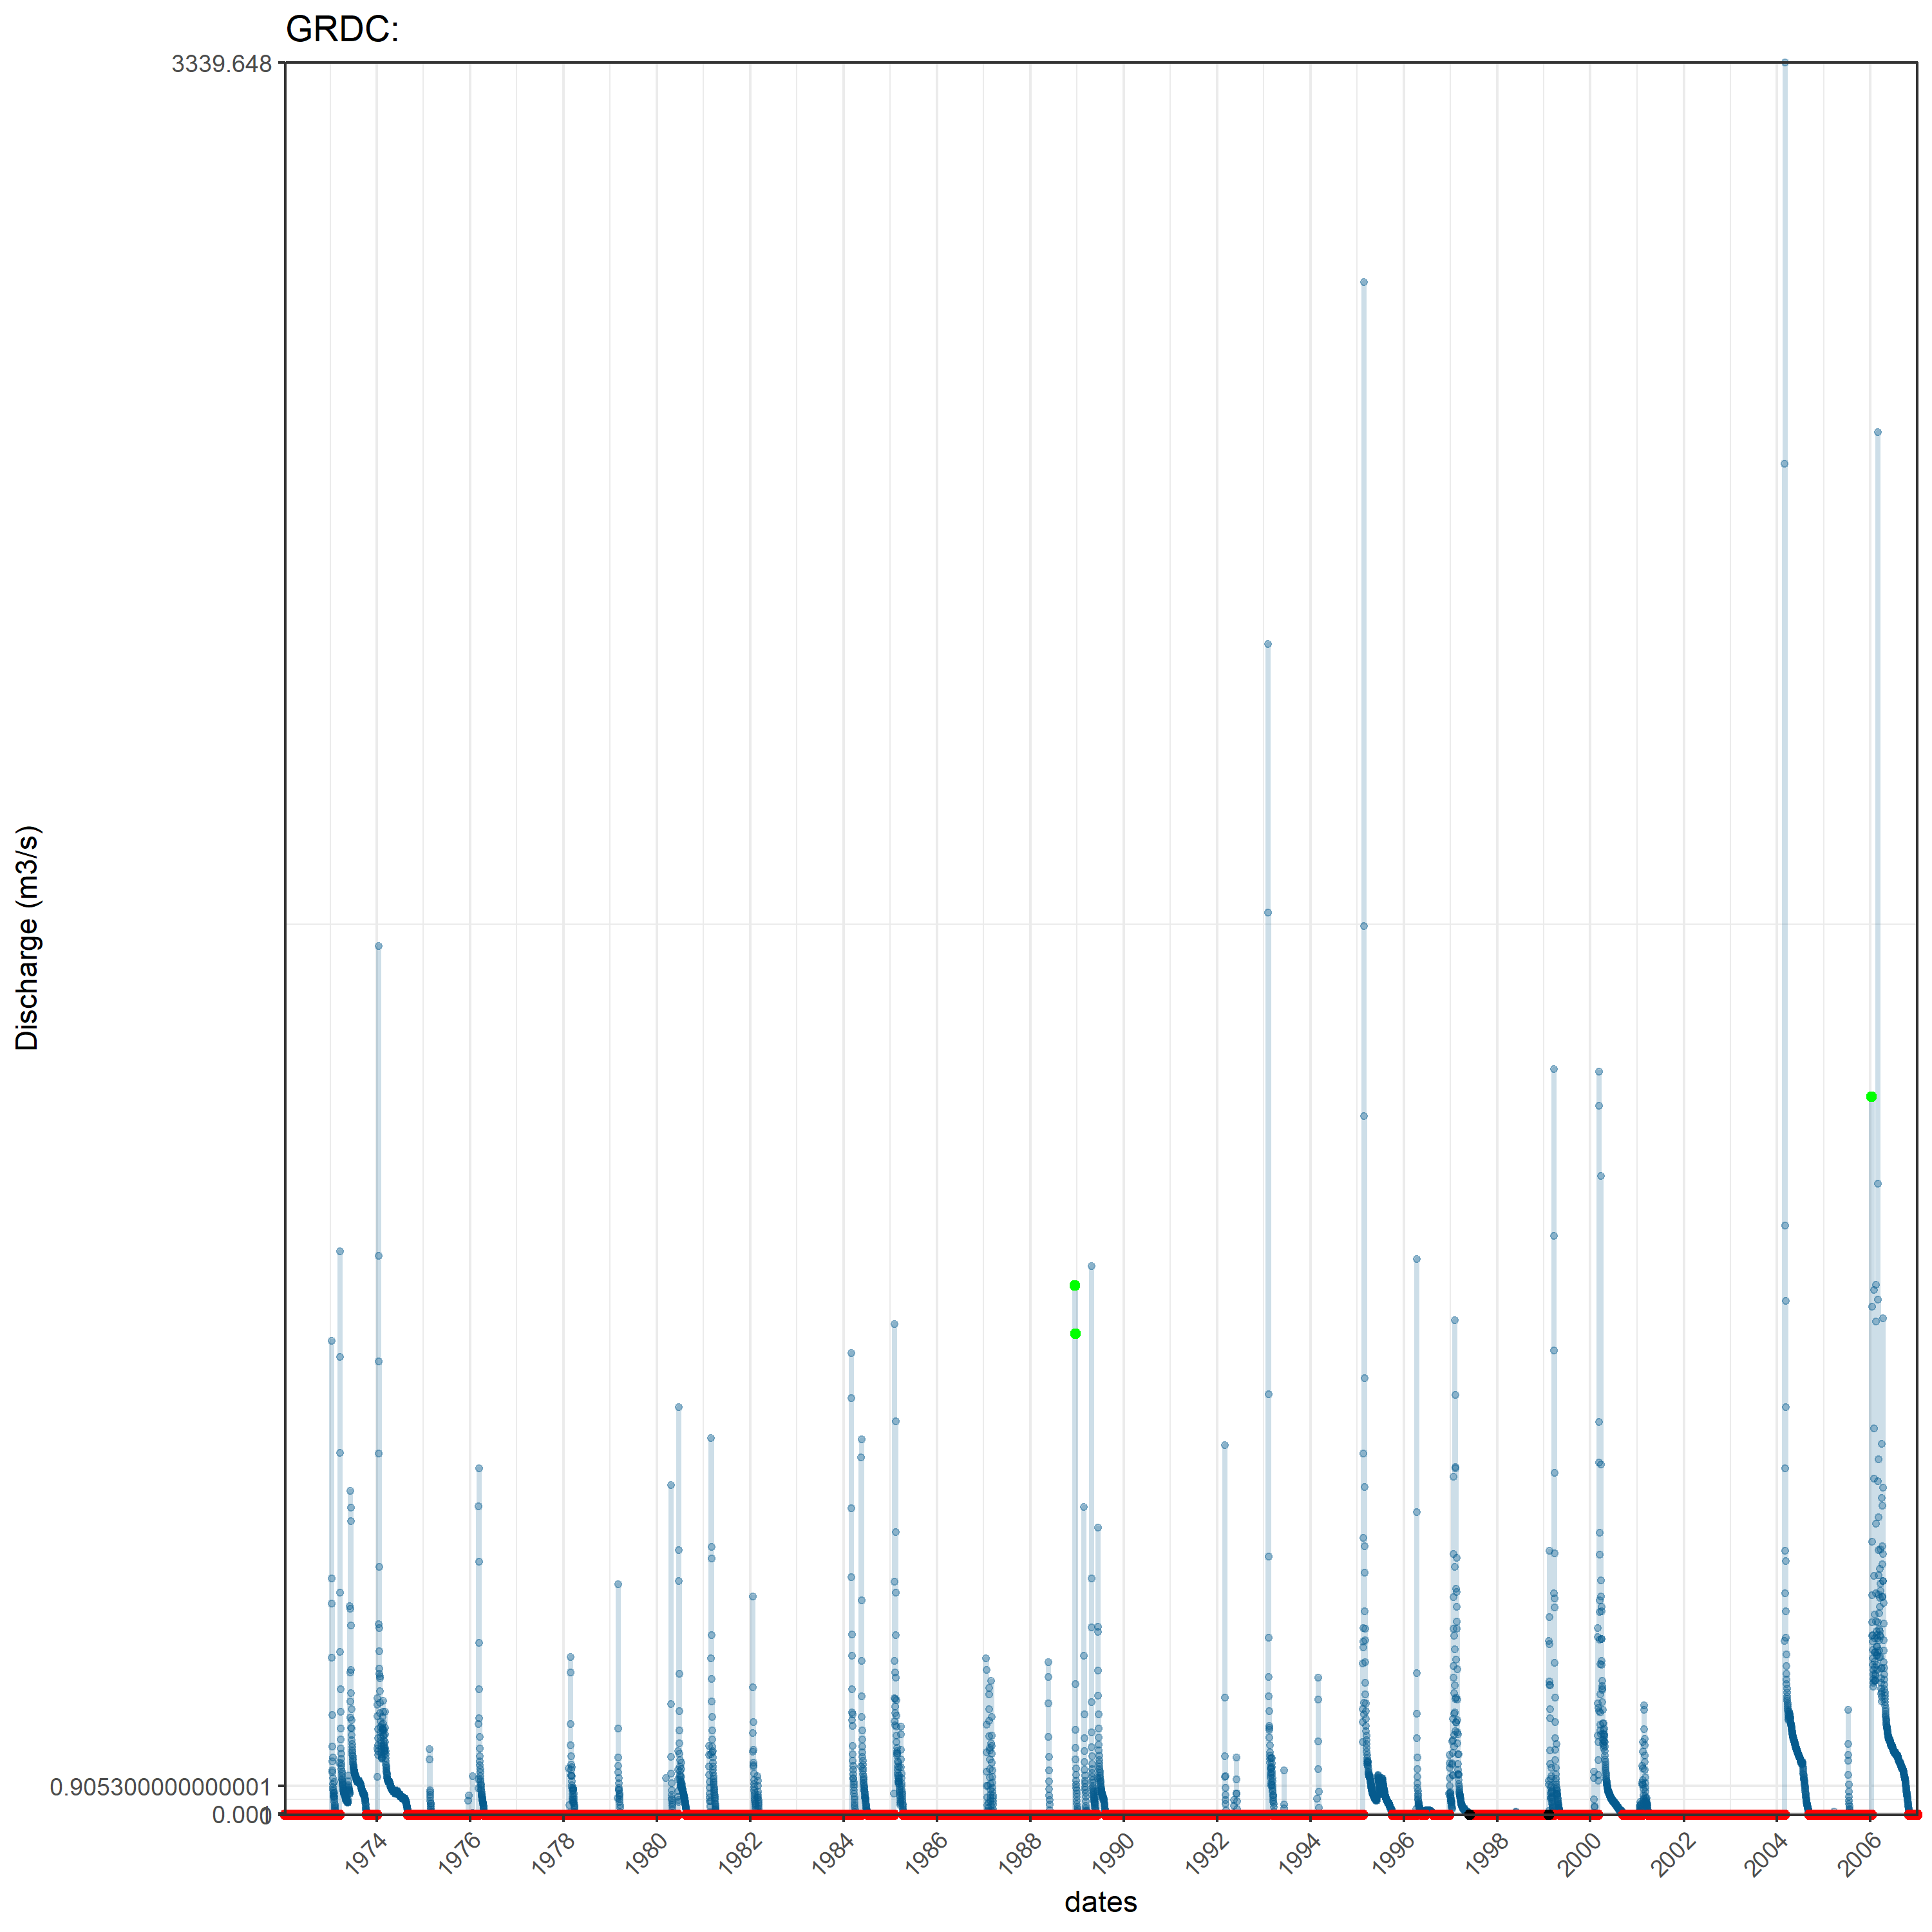 GRDC:
3339.648
Discharge (m3/s)
0.905300000000001
0.000
1974 1976 1978 1980 1982 1984 1986 1988 1990 1992 1994 1996 1998 2000 2002 2004 2006
dates